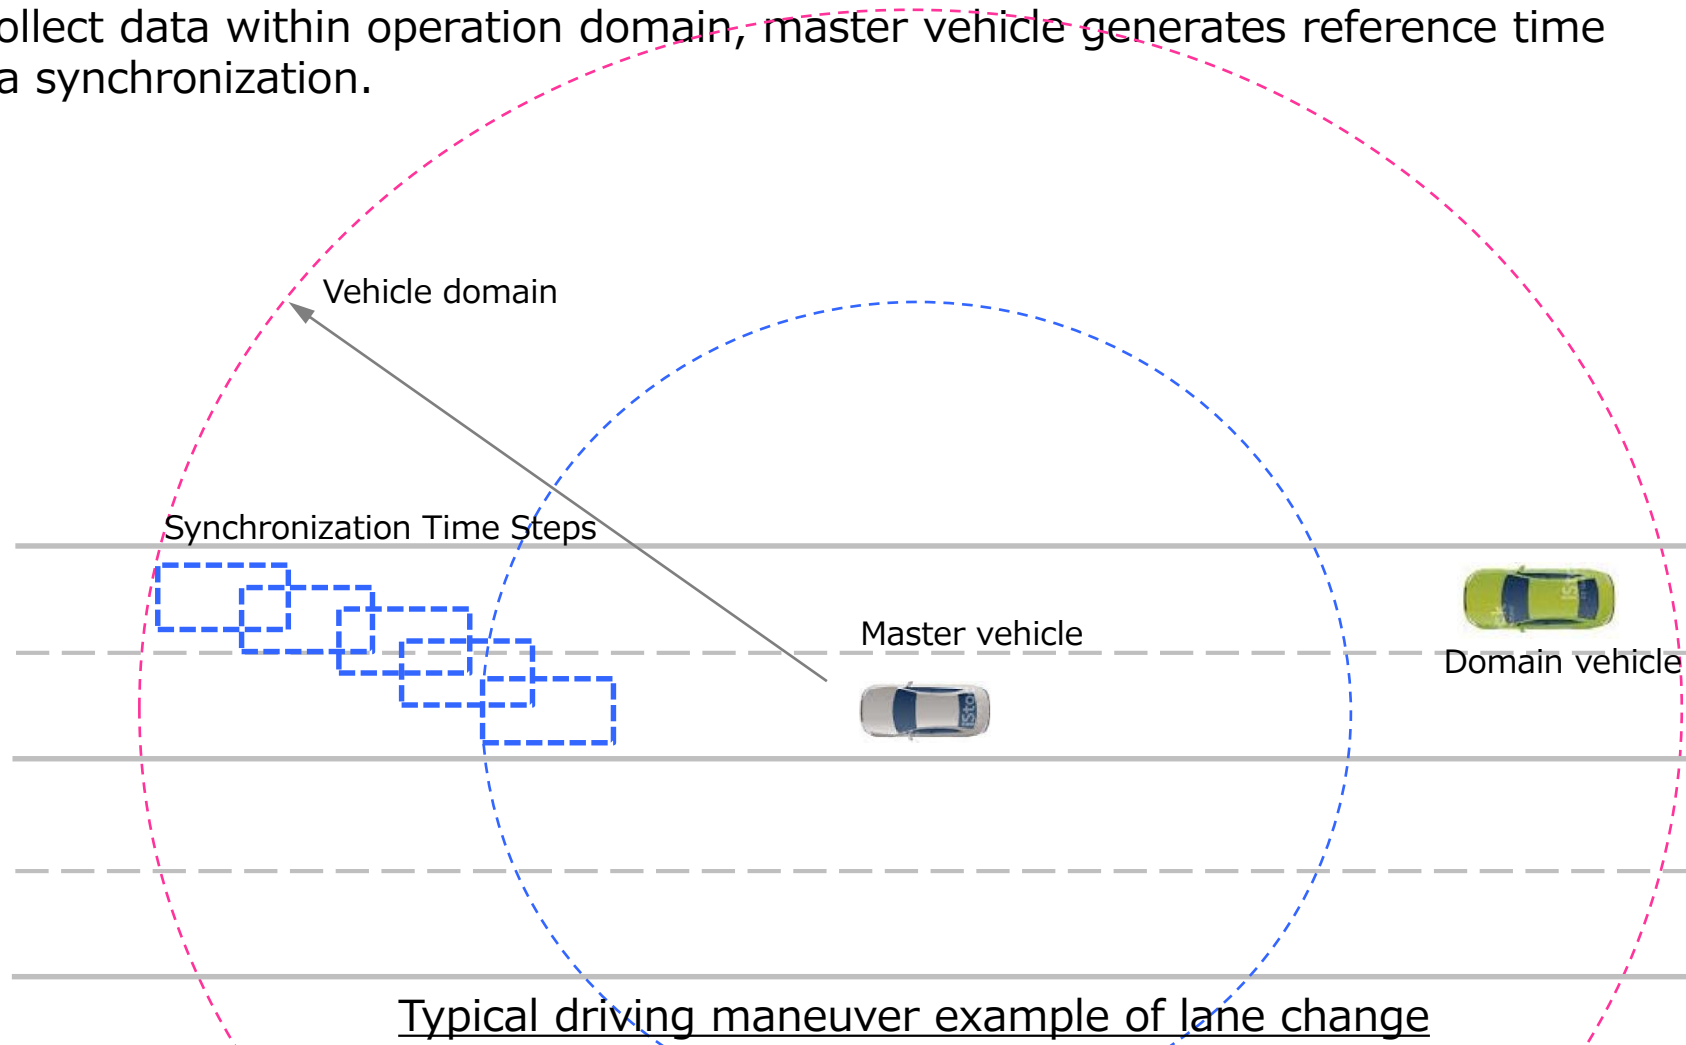 ollect data within operation domain, master vehicle generates reference time
a synchronization.
Vehicle domain
Synchronization Time Steps
Master vehicle
Domain vehicle
Typical driving maneuver example of lane change